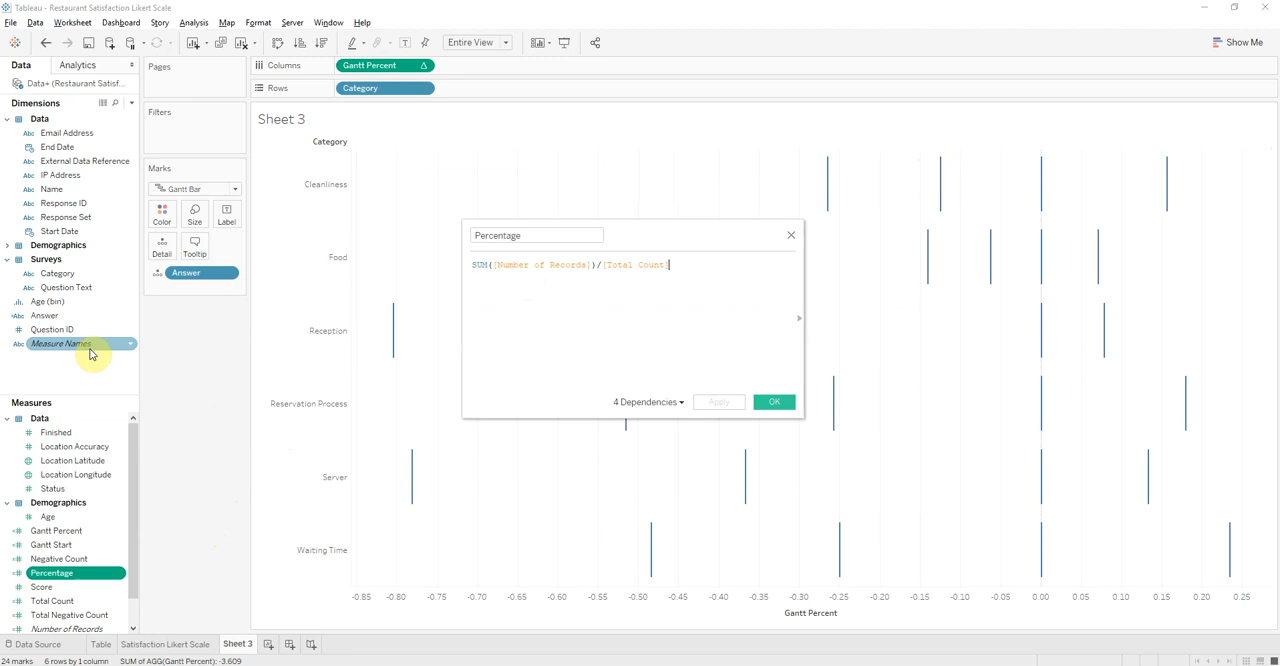 Tableau - Restaurant Satisfaction Likert Scale
File Data Worksheet Dashboard Story Analysis Map Format Server Window Help
Entire View
Show Me
Data Analytics
Data+ (Restaurant Satisf...
Dimensions
Data
Abc Email Address
End Date
Abc External Data Reference
Abc IP Address
Abc Name
Abc Response ID
Abc Response Set
Start Date
Demographics
Surveys
Abc Category
Abc Question Text
Age (bin)
Abc Answer
Question ID
Abc Measure Names
Measures
Data
Finished
Location Accuracy
Location Latitude
Location Longitude
Status
Demographics
Age
Gantt Percent
Gantt Start
Negative Count
Percentage
Score
Total Count
Total Negative Count
Number of Records
Pages
Filters
Marks
Gantt Bar
Color Size Label
Detail Tooltip
Answer
Columns Gantt Percent
Rows Category
Sheet 3
Category
Cleanliness
Food
Reception
Reservation Process
Server
Waiting Time
-0.85 -0.80 -0.75 -0.70 -0.65 -0.60 -0.55 -0.50 -0.45 -0.40 -0.35 -0.30 -0.25 -0.20 -0.15 -0.10 -0.05 0.00 0.05 0.10 0.15 0.20 0.25
Gantt Percent
Percentage
SUM([Number of Records])/[Total Count]
4 Dependencies Apply OK
Data Source Table Satisfaction Likert Scale Sheet 3
24 marks 6 rows by 1 column SUM of AGG(Gantt Percent): -3.609